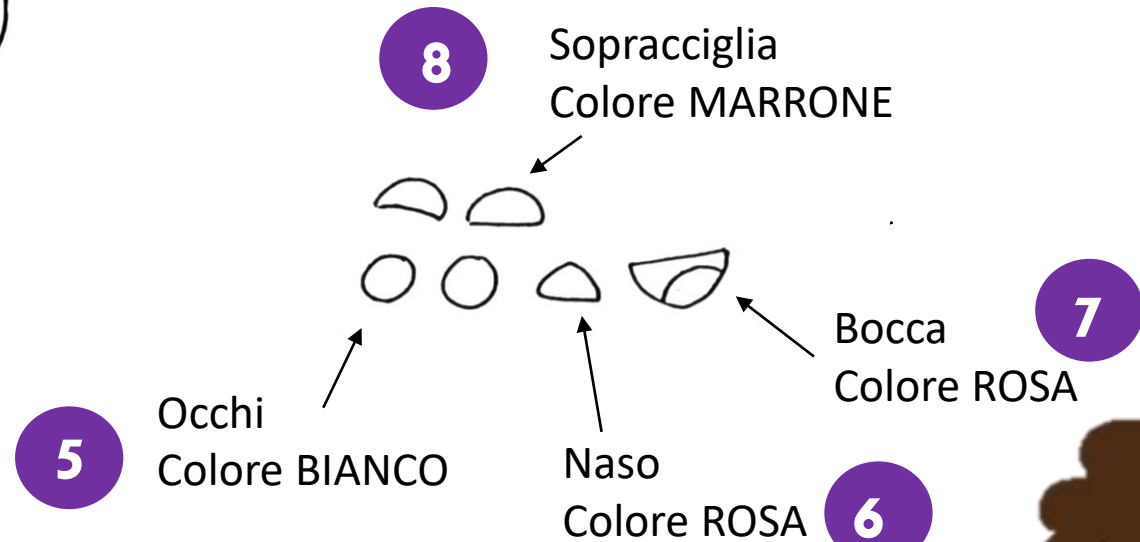 8
Sopracciglia
Colore MARRONE
7
Bocca
Colore ROSA
5
Occhi
Colore BIANCO
Naso
Colore ROSA
6